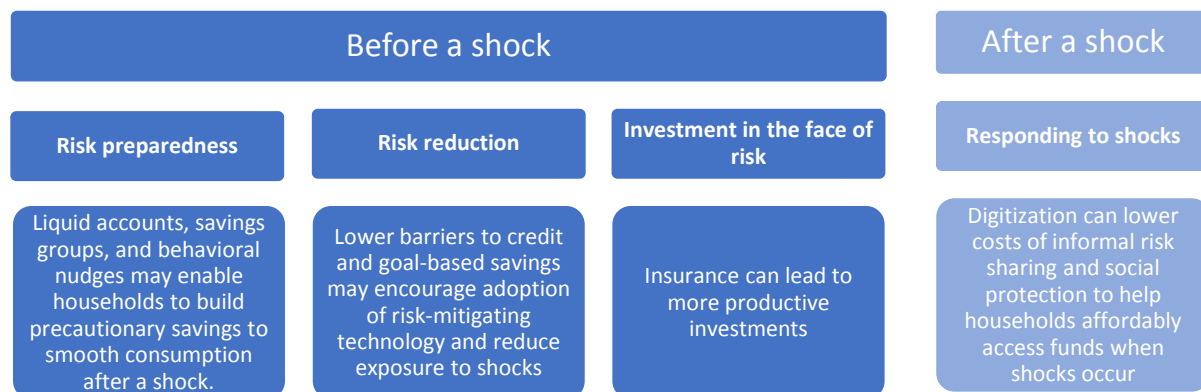 Before a shock
After a shock
Risk preparedness
Risk reduction
Investment in the face of
risk
Responding to shocks
Liquid accounts, savings
groups, and behavioral
nudges may enable
households to build
precautionary savings to
smooth consumption
after a shock.
Lower barriers to credit
and goal-based savings
may encourage adoption
of risk-mitigating
technology and reduce
exposure to shocks
Insurance can lead to
more productive
investments
Digitization can lower
costs of informal risk
sharing and social
protection to help
households affordably
access funds when
shocks occur